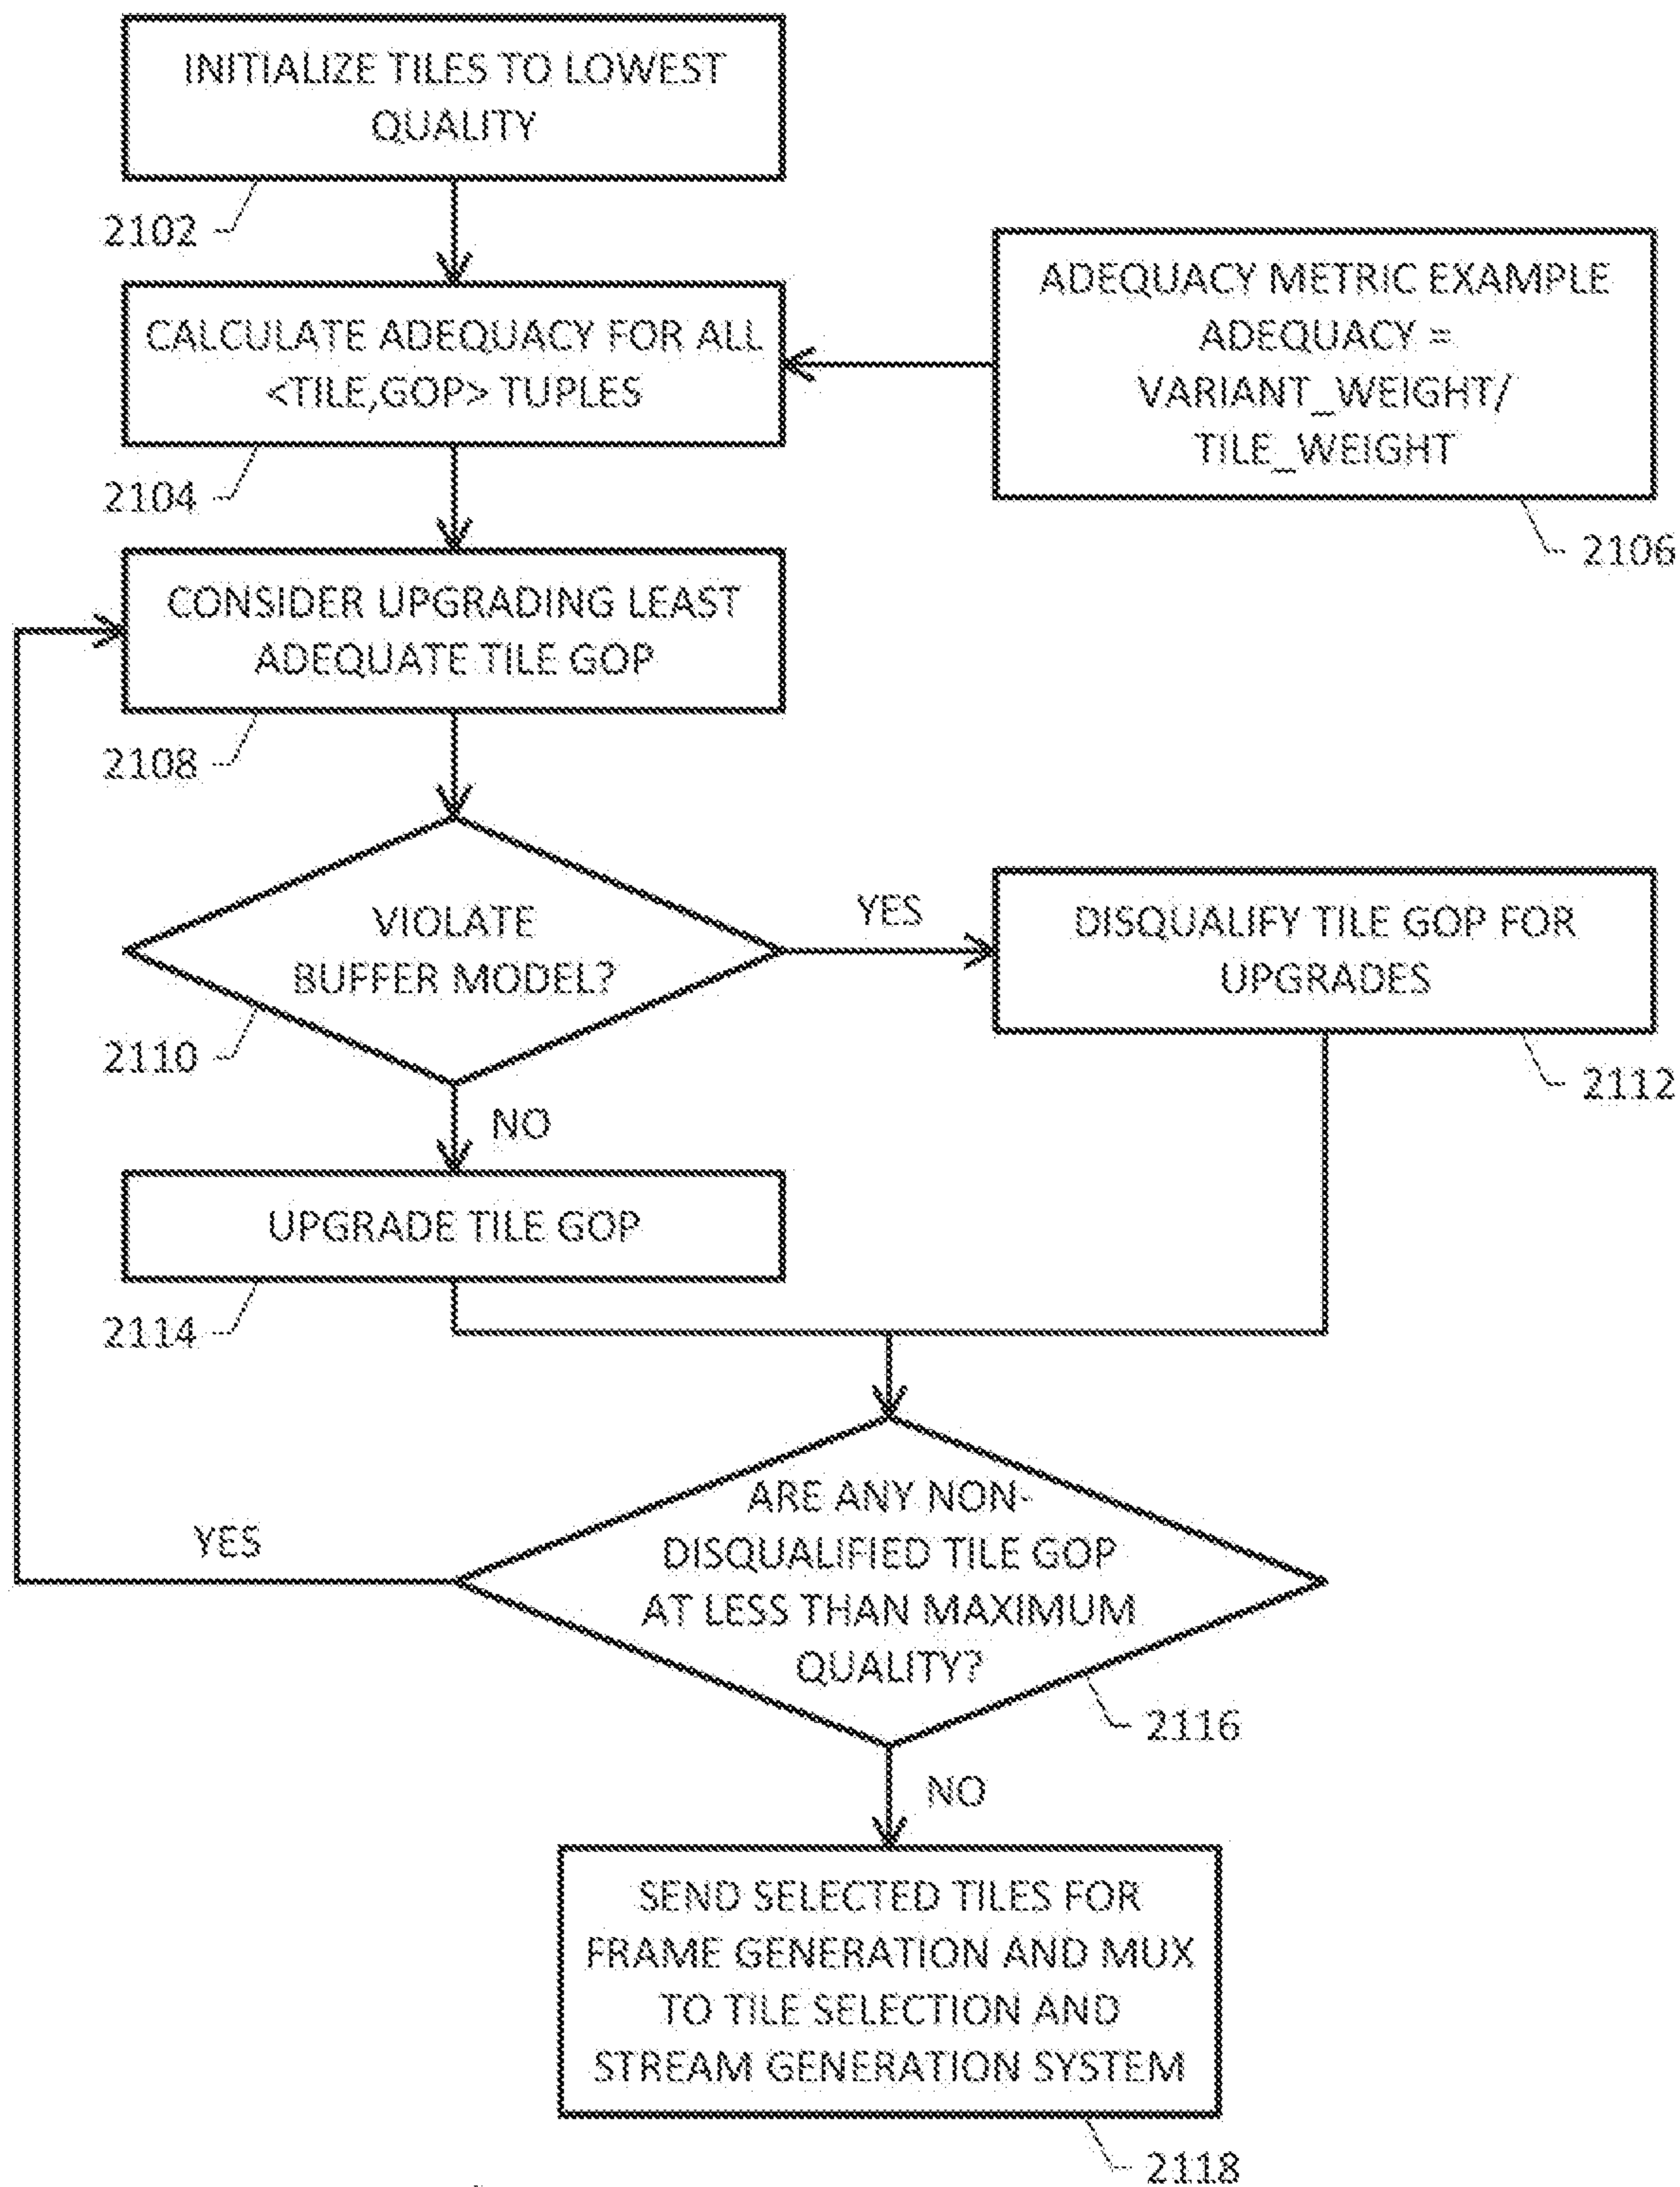 INITIALIZE TILES TO LOWEST
QUALITY
2102
CALCULATE ADEQUACY FOR ALL
<TILE,GOP> TUPLES
2104
ADEQUACY METRIC EXAMPLE
ADEQUACY =
VARIANT_WEIGHT/
TILE_WEIGHT
2106
CONSIDER UPGRADING LEAST
ADEQUATE TILE GOP
2108
VIOLATE
BUFFER MODEL?
2110
YES
DISQUALIFY TILE GOP FOR
UPGRADES
2112
NO
UPGRADE TILE GOP
2114
ARE ANY NON-
DISQUALIFIED TILE GOP
AT LESS THAN MAXIMUM
QUALITY?
2116
YES
NO
SEND SELECTED TILES FOR
FRAME GENERATION AND MUX
TO TILE SELECTION AND
STREAM GENERATION SYSTEM
2118